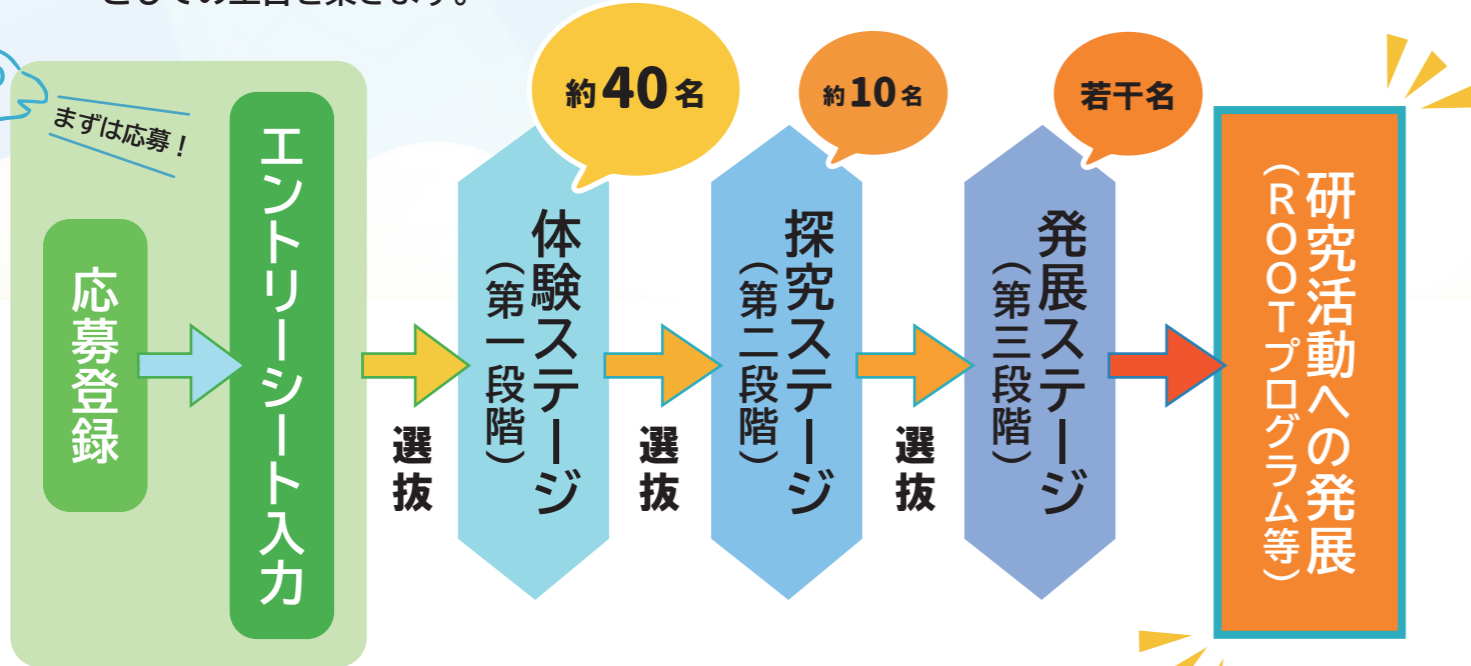 まずは応募！
応募登録
エントリーシート入力
選抜
約40名
体験ステージ
（第一段階）
選抜
約10名
探究ステージ
（第二段階）
選抜
若干名
発展ステージ
（第三段階）
研究活動への発展
（ROOTプログラム等）